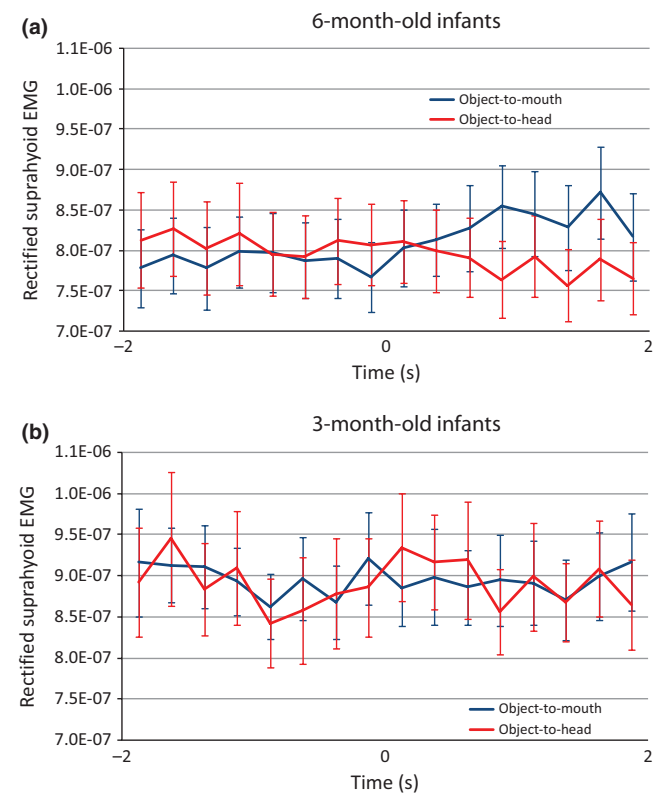 (a)
6-month-old infants
1.1E-06
1.0E-06
9.5E-07
9.0E-07
8.5E-07
8.0E-07
7.5E-07
7.0E-07
Rectified suprahyoid EMG
Object-to-mouth
Object-to-head
–2 0 2
Time (s)
(b)
3-month-old infants
1.1E-06
1.0E-06
9.5E-07
9.0E-07
8.5E-07
8.0E-07
7.5E-07
7.0E-07
Rectified suprahyoid EMG
Object-to-mouth
Object-to-head
–2 0 2
Time (s)